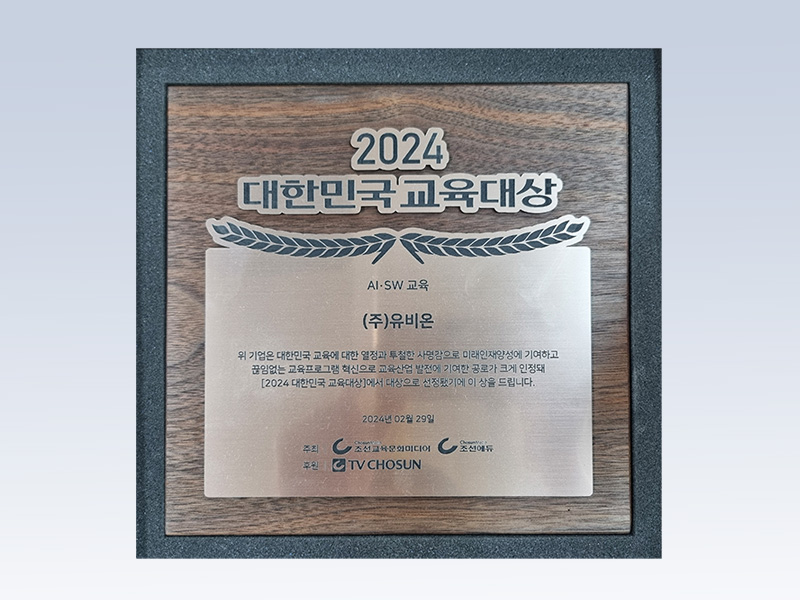 2024
대한민국 교육대상
AI·SW 교육
(주)유비온
위 기업은 대한민국 교육에 대한 열정과 투철한 사명감으로 미래인재양성에 기여하고
끊임없는 교육프로그램 혁신으로 교육산업 발전에 기여한 공로가 크게 인정돼
[2024 대한민국 교육대상]에서 대상으로 선정됐기에 이 상을 드립니다.
2024년 02월 29일
주최 조선교육문화미디어 조선에듀
후원 TV CHOSUN